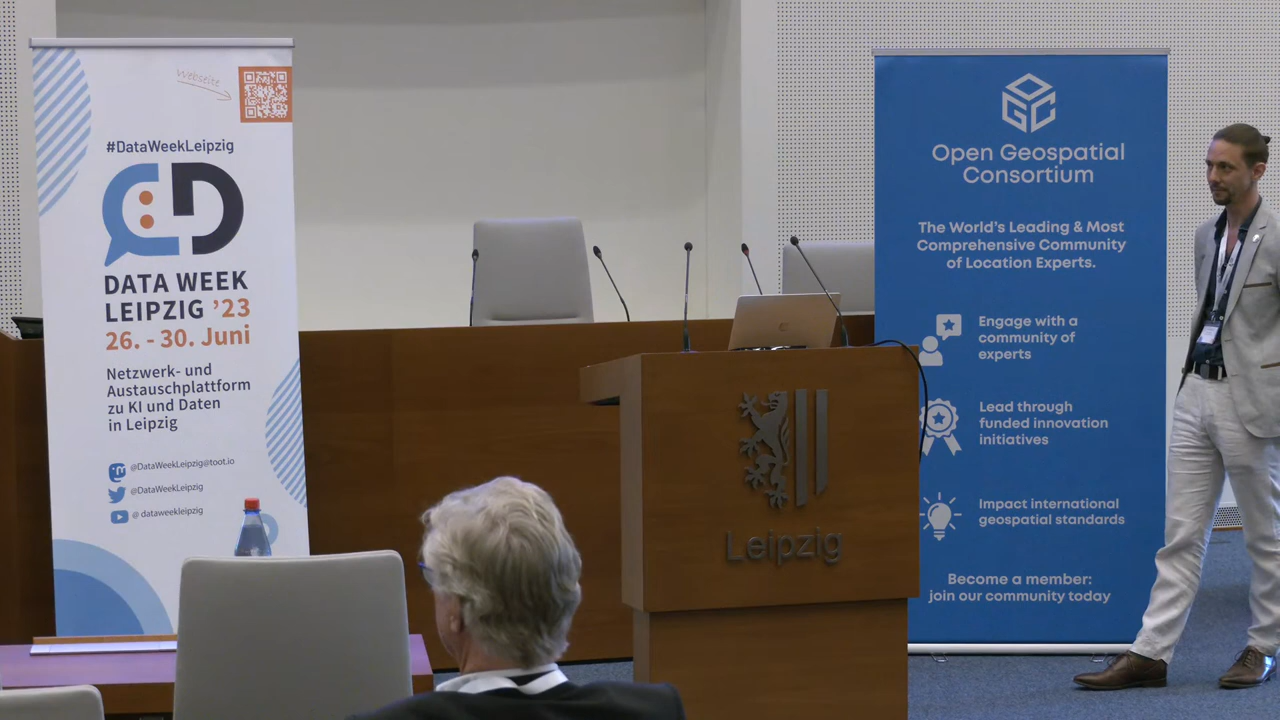 Webseite
#DataWeekLeipzig
DATA WEEK
LEIPZIG '23
26. - 30. Juni
Netzwerk- und
Austauschplattform
zu KI und Daten
in Leipzig
@DataWeekLeipzig@toot.io
@DataWeekLeipzig
@ dataweekleipzig
Leipzig
OGC
Open Geospatial
Consortium
The World's Leading & Most
Comprehensive Community
of Location Experts.
Engage with a
community of
experts
Lead through
funded innovation
initiatives
Impact international
geospatial standards
Become a member:
join our community today